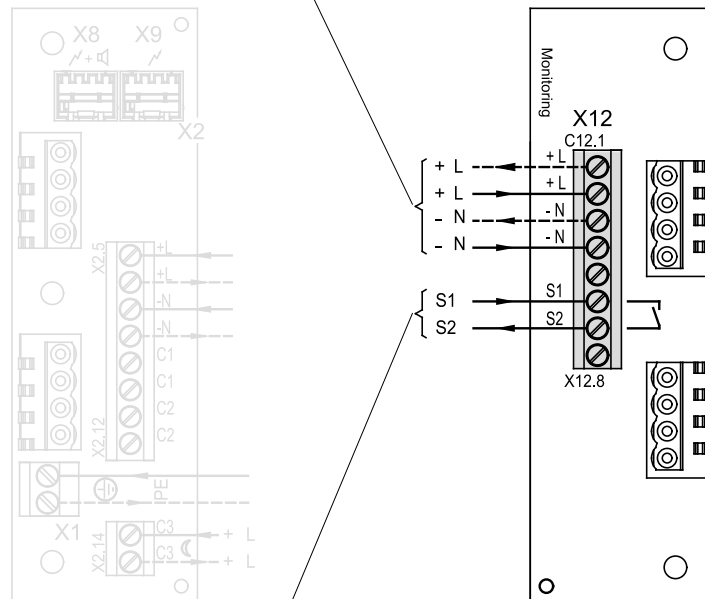 X8 X9
+
X2
X2,5
+L
+L
-N
-N
C1
C1
C2
C2
X2,12
PE
X1
C3 + L
C3 + L
X2,14
Monitoring
X12
C12.1
+ L + L
+ L + L
- N - N
- N - N
S1 S1
S2 S2
X12.8